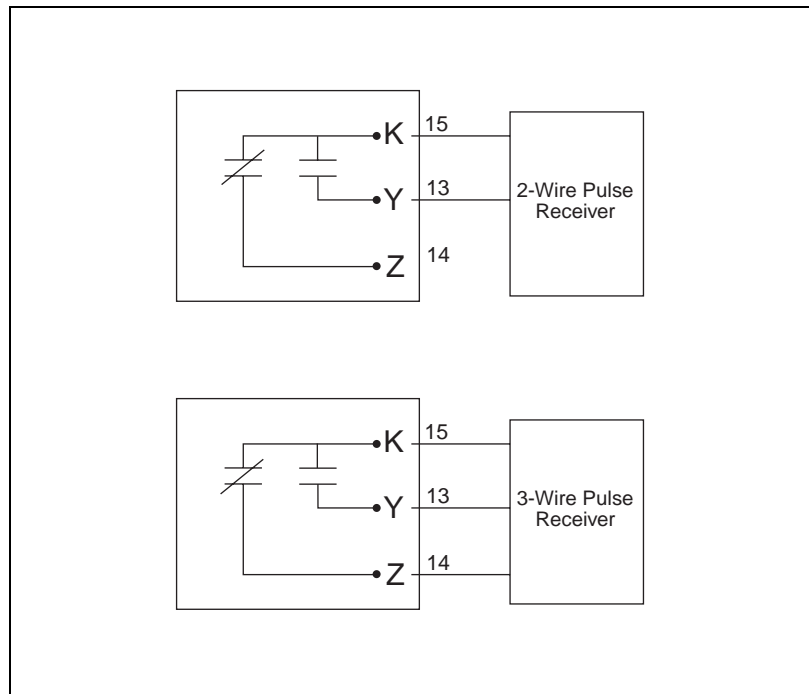 K 15
Y 13
Z 14
2-Wire Pulse
Receiver
K 15
Y 13
Z 14
3-Wire Pulse
Receiver